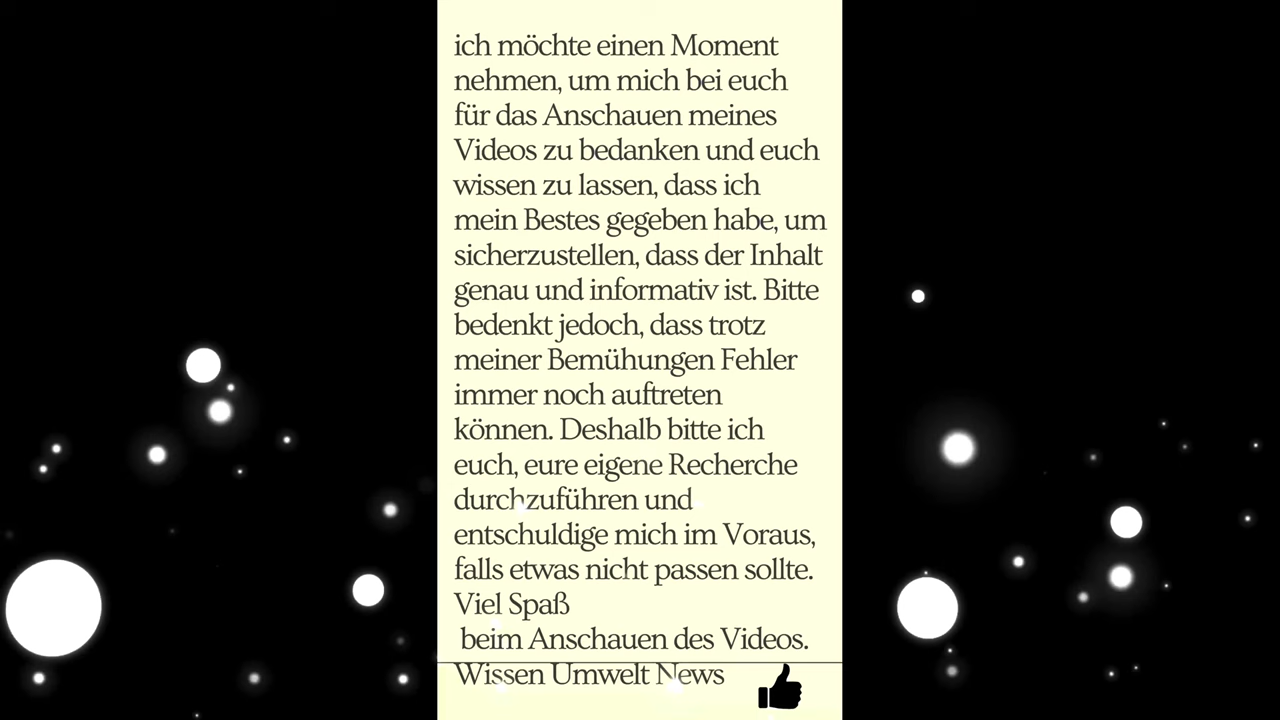 ich möchte einen Moment
nehmen, um mich bei euch
für das Anschauen meines
Videos zu bedanken und euch
wissen zu lassen, dass ich
mein Bestes gegeben habe, um
sicherzustellen, dass der Inhalt
genau und informativ ist. Bitte
bedenkt jedoch, dass trotz
meiner Bemühungen Fehler
immer noch auftreten
können. Deshalb bitte ich
euch, eure eigene Recherche
durchzuführen und
entschuldige mich im Voraus,
falls etwas nicht passen sollte.
Viel Spaß
beim Anschauen des Videos.
Wissen Umwelt News